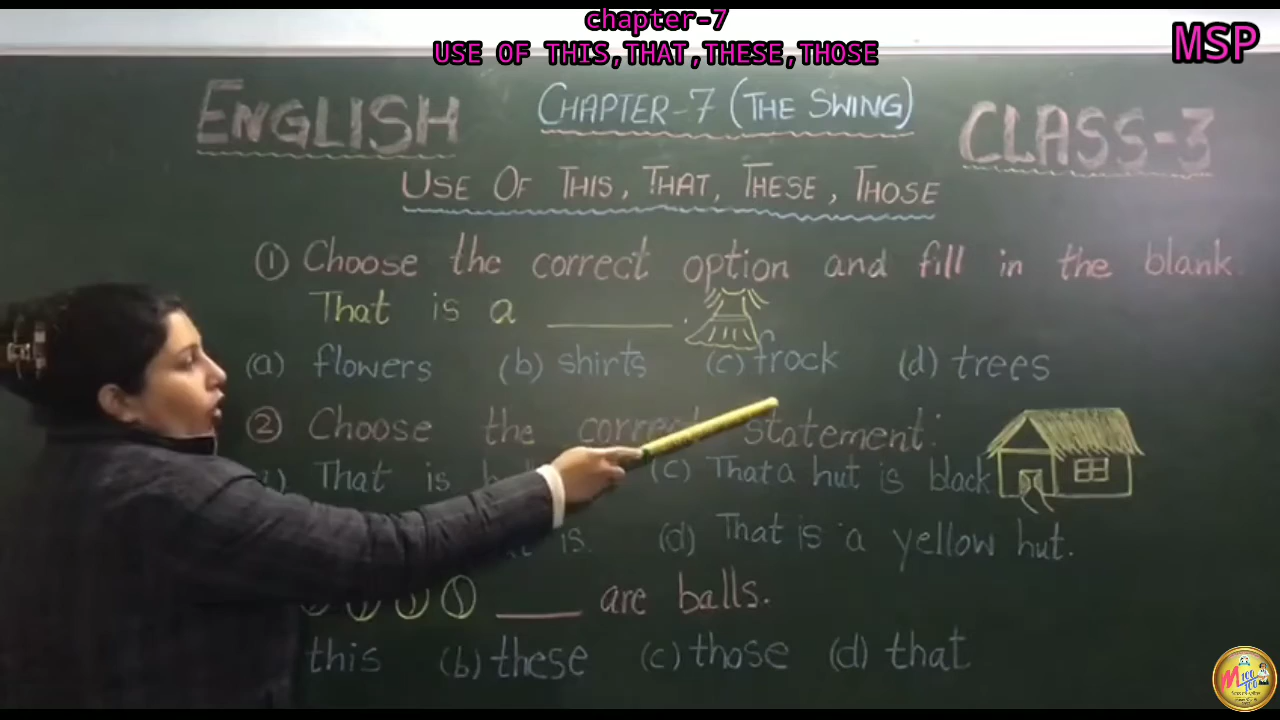 chapter-7
USE OF THIS,THAT,THESE,THOSE
MSP
ENGLISH
CHAPTER-7 (THE SWING)
CLASS-3
USE OF THIS, THAT, THESE, THOSE
① Choose the correct option and fill in the blank.
That is a ________.
(a) flowers (b) shirts (c) frock (d) trees
② Choose the correct statement:
That is (c) That a hut is black
is. (d) That is a yellow hut.
_____ are balls.
this (b) these (c) those (d) that